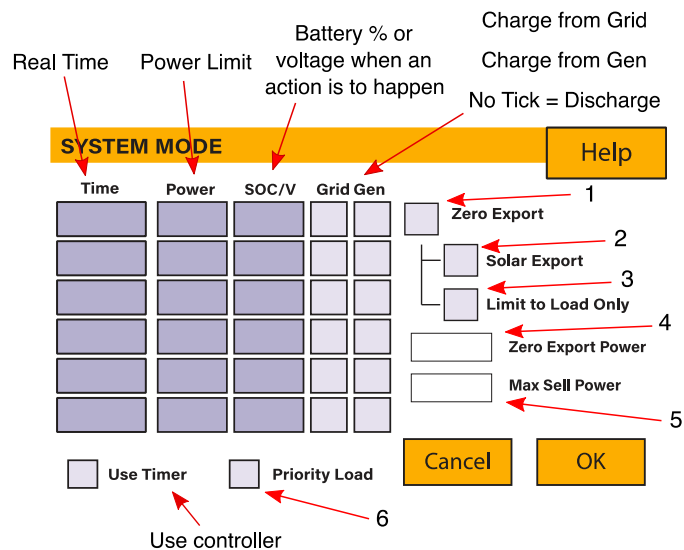 Charge from Grid
Battery % or
voltage when an
action is to happen
Real Time
Power Limit
Charge from Gen
No Tick = Discharge
SYSTEM MODE
Help
Time
Power
SOC/V
Grid
Gen
1
Zero Export
2
Solar Export
3
Limit to Load Only
4
Zero Export Power
Max Sell Power
5
Cancel
OK
Use Timer
Priority Load
6
Use controller